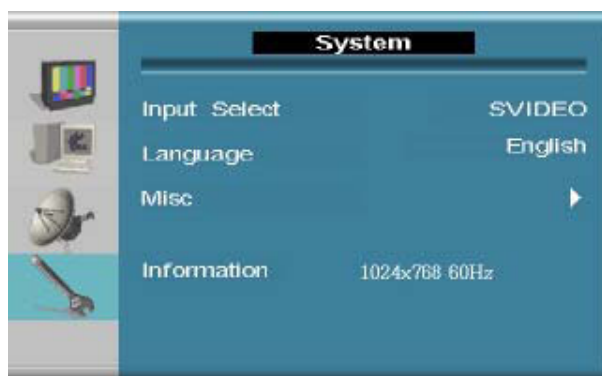 System
Input Select SVIDEO
Language English
Misc
Information 1024x768 60Hz